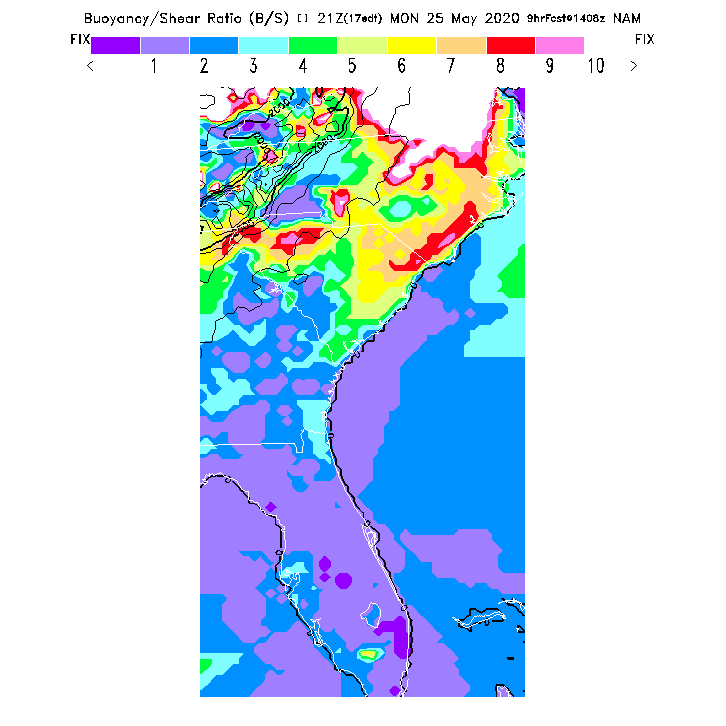 Buoyancy/Shear Ratio (B/S) [] 21Z(17edt) MON 25 May 2020 9hrFcst@1408z NAM
FIX FIX
< 1 2 3 4 5 6 7 8 9 10 >
2000